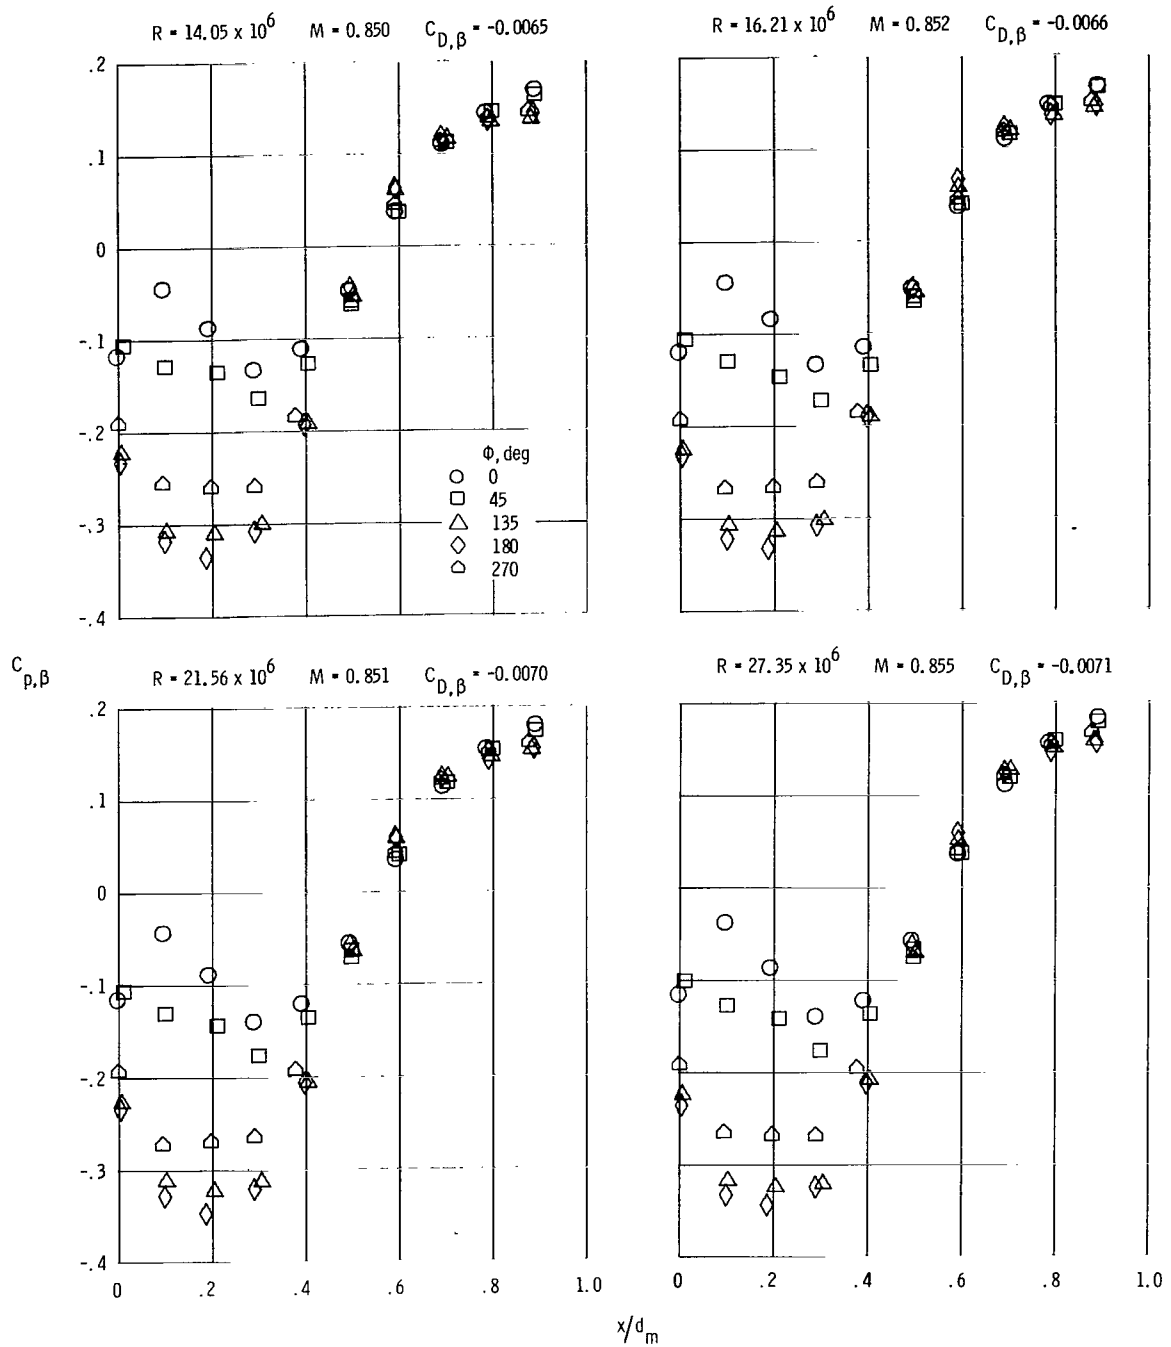 R = 14.05 x 10^6 M = 0.850 C_D,β = -0.0065
R = 16.21 x 10^6 M = 0.852 C_D,β = -0.0066
.2
.1
0
-.1
-.2
-.3
-.4
Φ, deg
0
45
135
180
270
C_p,β
R = 21.56 x 10^6 M = 0.851 C_D,β = -0.0070
R = 27.35 x 10^6 M = 0.855 C_D,β = -0.0071
.2
.1
0
-.1
-.2
-.3
-.4
0 .2 .4 .6 .8 1.0
0 .2 .4 .6 .8 1.0
x/d_m